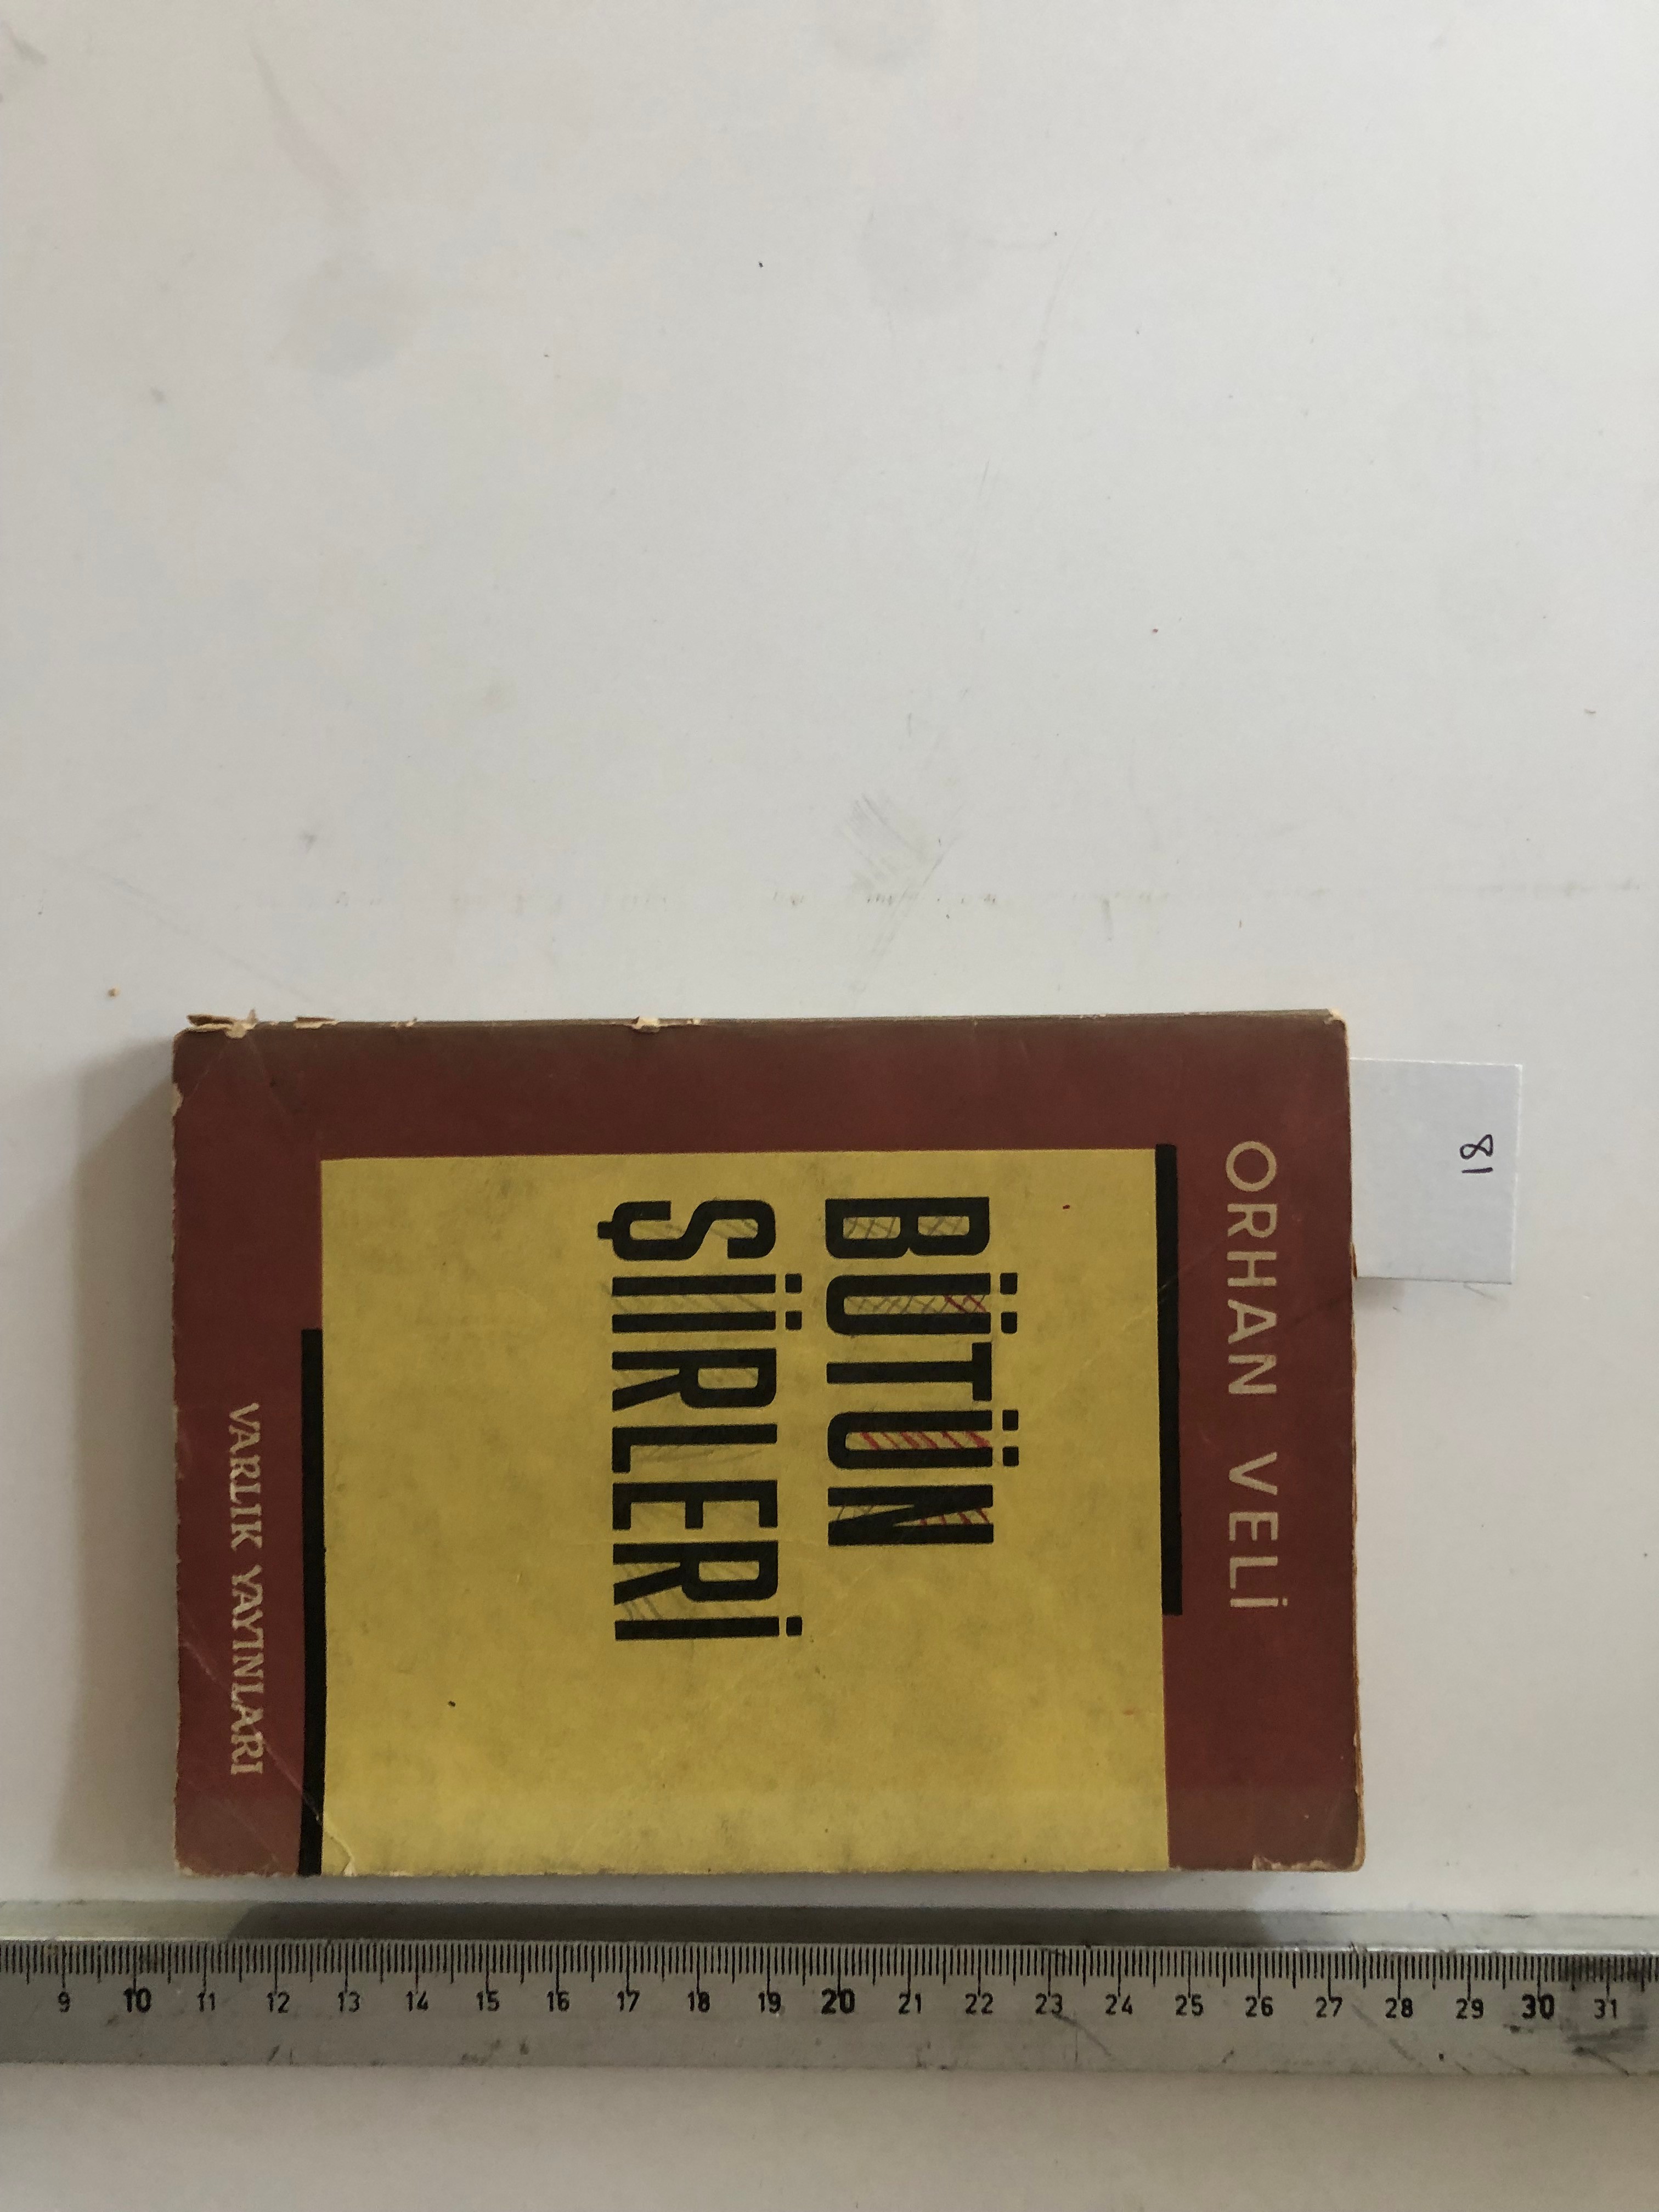 18
ORHAN VELİ
BÜTÜN
ŞİİRLERİ
VARLIK YAYINLARI
9 10 11 12 13 14 15 16 17 18 19 20 21 22 23 24 25 26 27 28 29 30 31